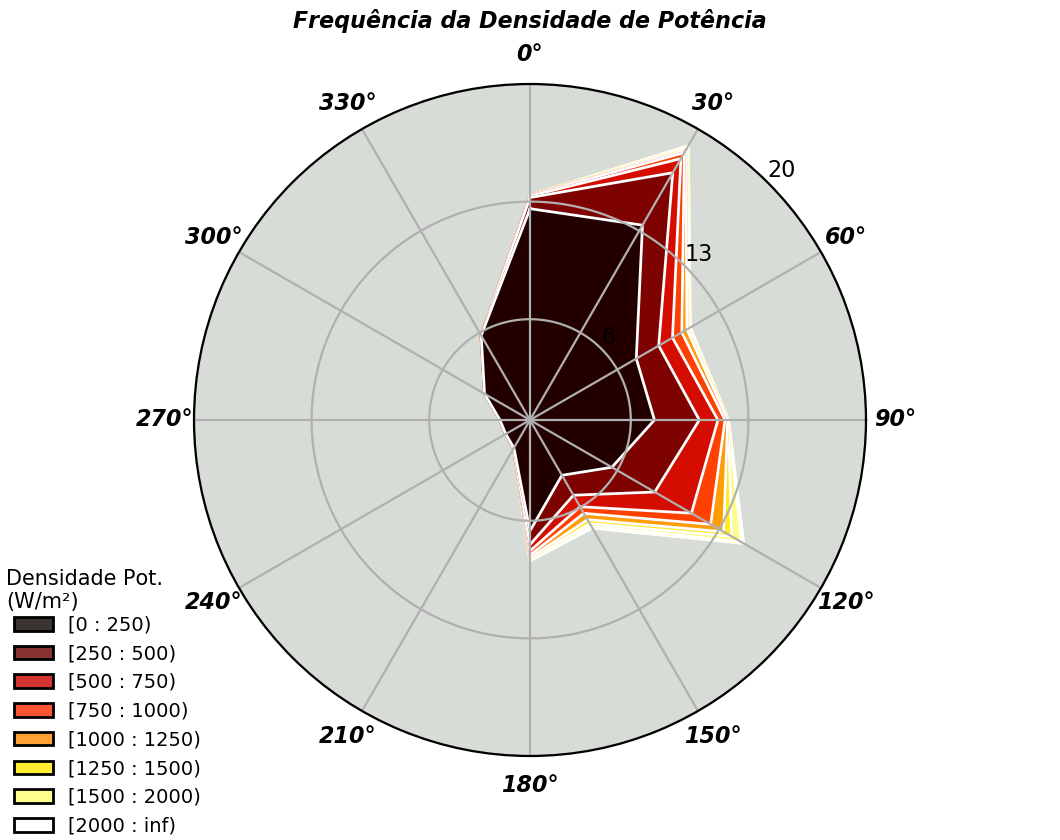 Frequência da Densidade de Potência
0°
330°
30°
20
300°
60°
13
6
270°
90°
240°
120°
210°
150°
180°
Densidade Pot.
(W/m²)
[0 : 250)
[250 : 500)
[500 : 750)
[750 : 1000)
[1000 : 1250)
[1250 : 1500)
[1500 : 2000)
[2000 : inf)